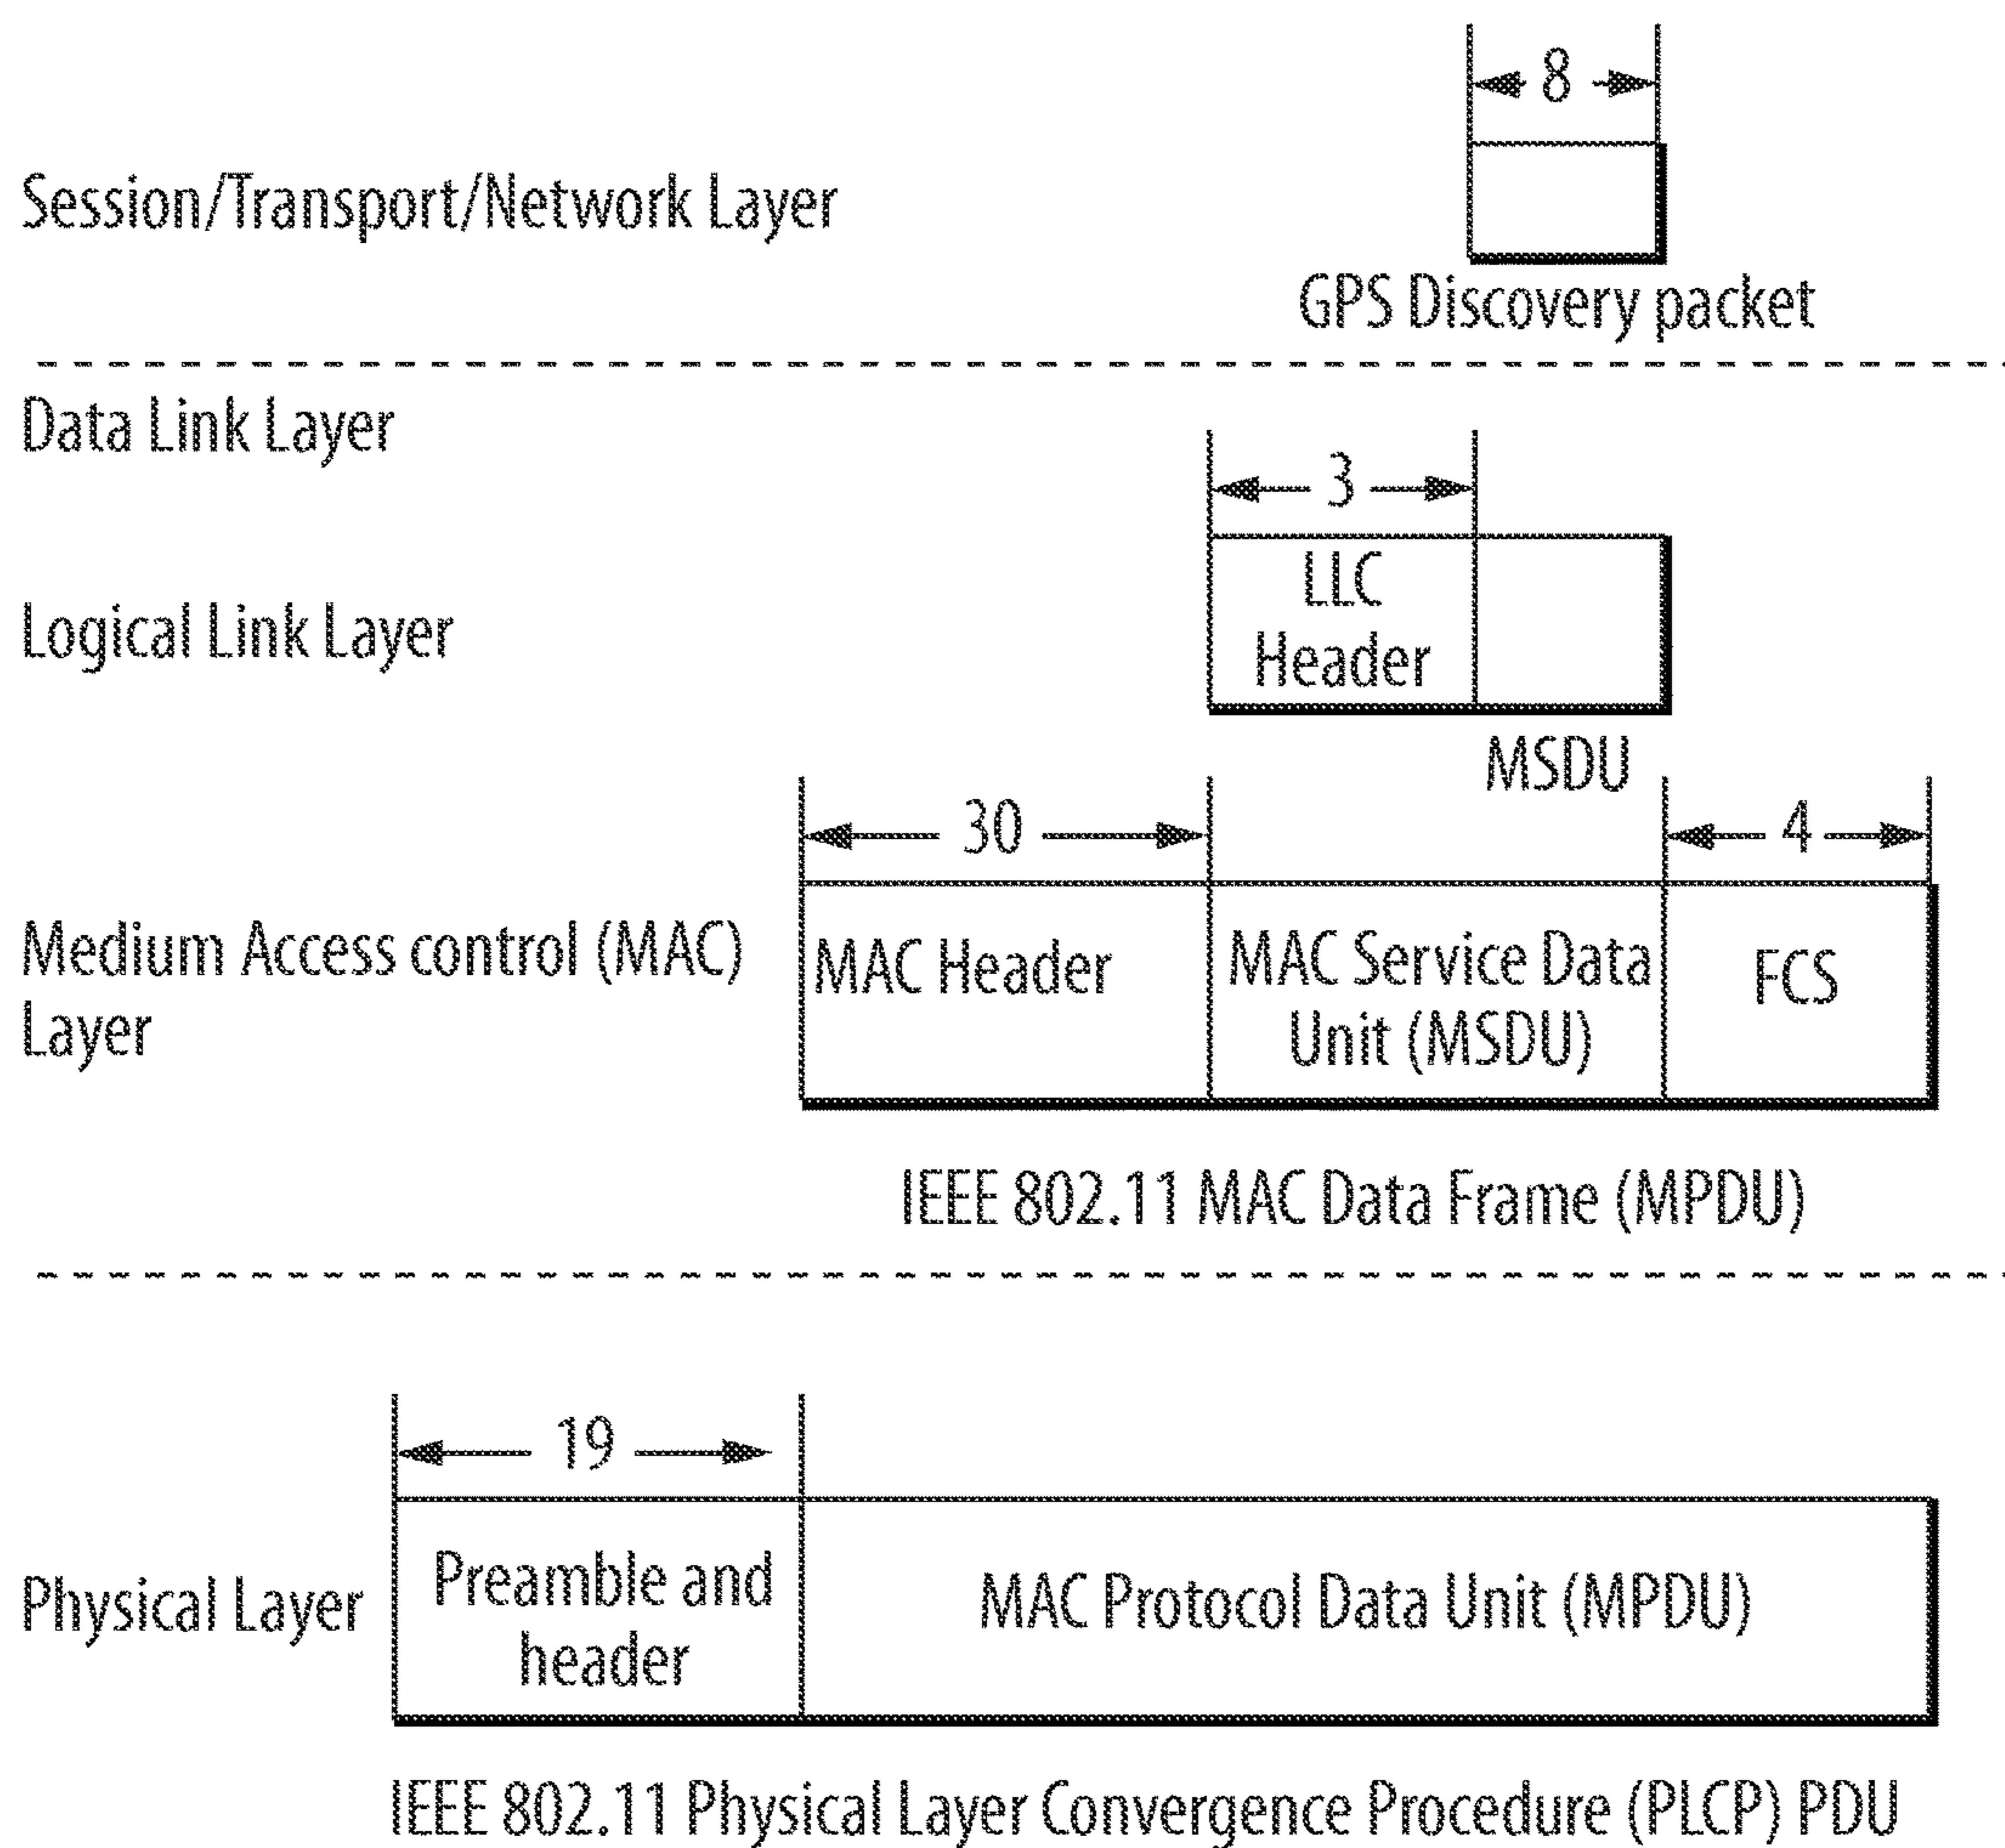 8
Session/Transport/Network Layer
GPS Discovery packet
Data Link Layer
3
LLC
Header
Logical Link Layer
MSDU
30
4
Medium Access control (MAC)
Layer
MAC Header
MAC Service Data
Unit (MSDU)
FCS
IEEE 802.11 MAC Data Frame (MPDU)
19
Physical Layer
Preamble and
header
MAC Protocol Data Unit (MPDU)
IEEE 802.11 Physical Layer Convergence Procedure (PLCP) PDU